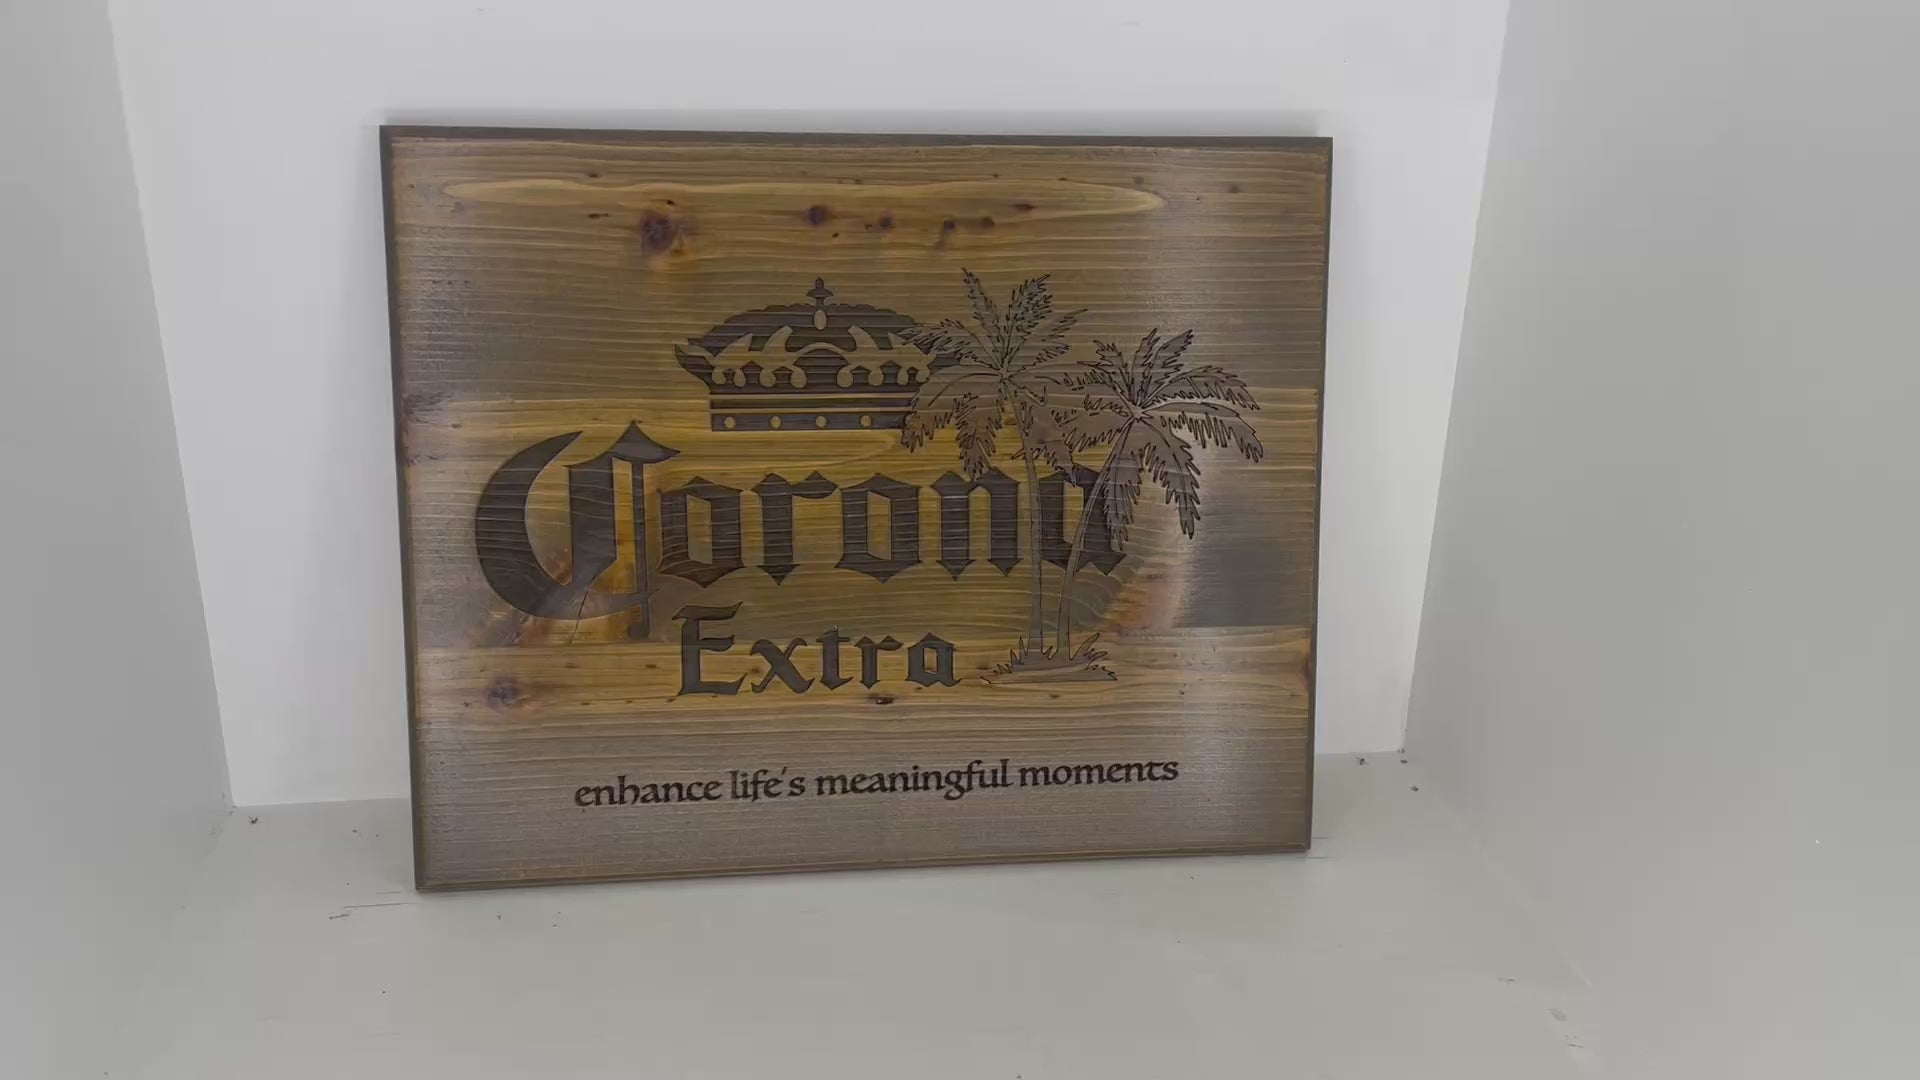 Corona
Extra
enhance life's meaningful moments